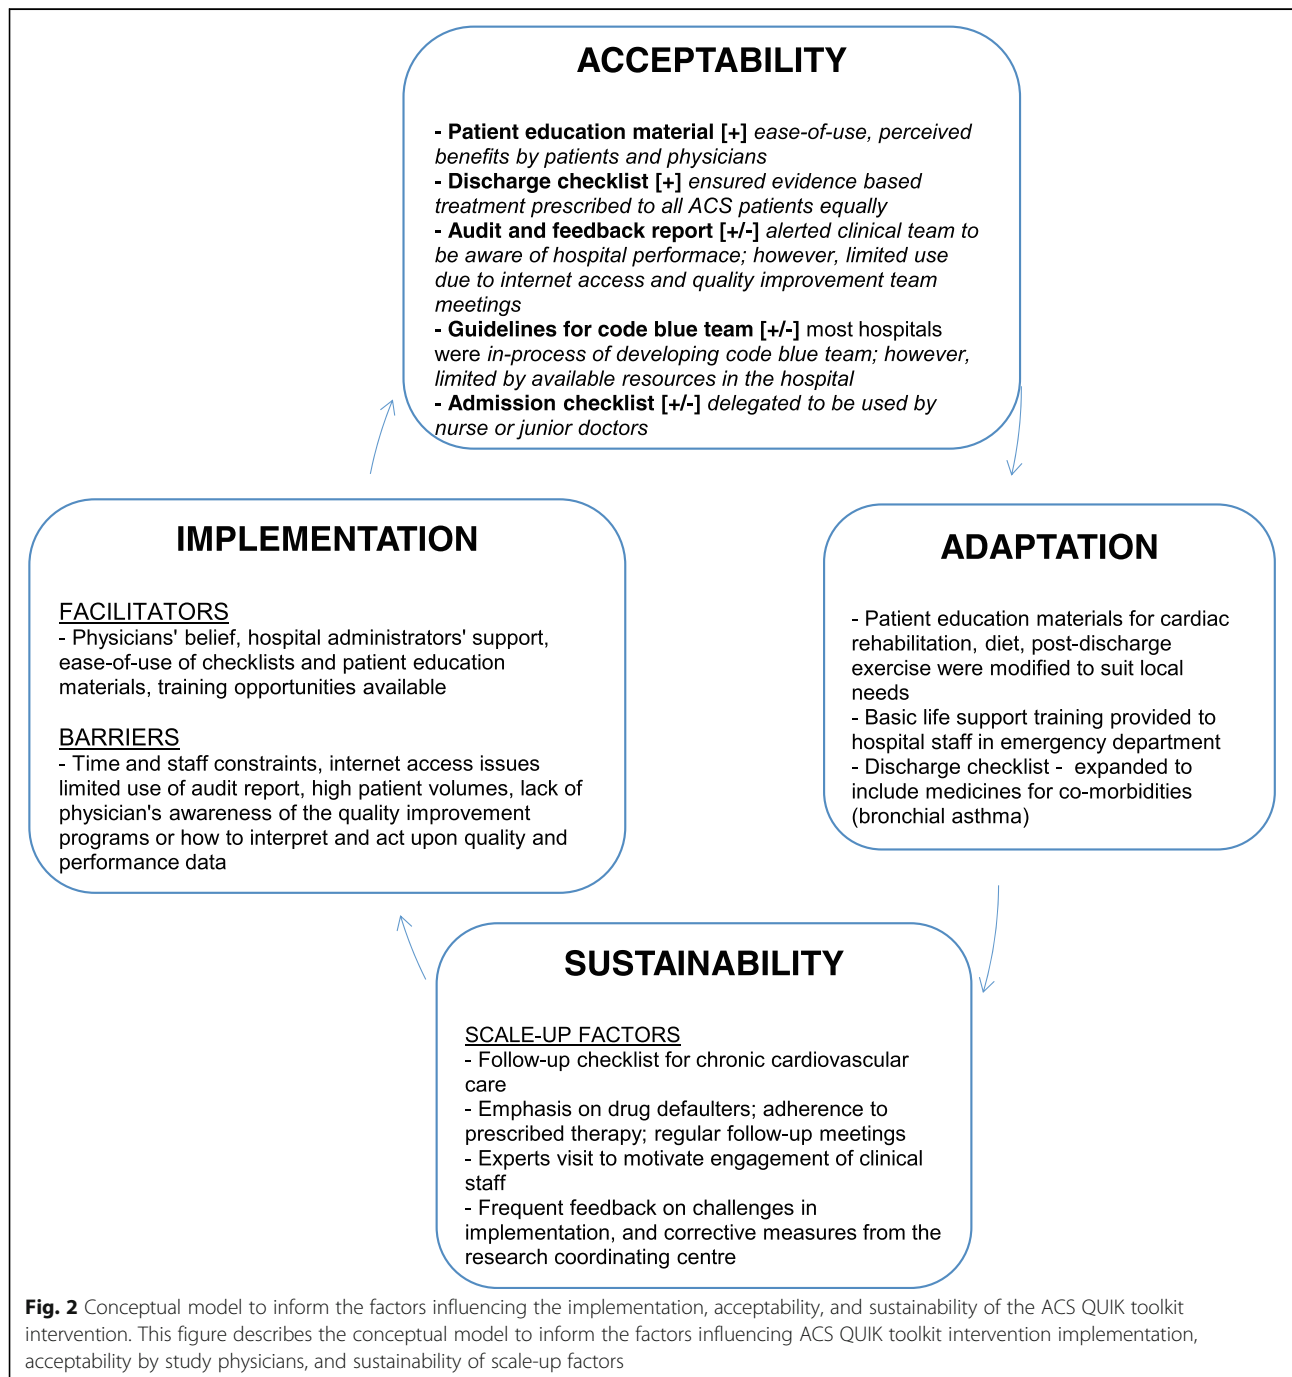 ACCEPTABILITY
- Patient education material [+] ease-of-use, perceived
benefits by patients and physicians
- Discharge checklist [+] ensured evidence based
treatment prescribed to all ACS patients equally
- Audit and feedback report [+/-] alerted clinical team to
be aware of hospital performace; however, limited use
due to internet access and quality improvement team
meetings
- Guidelines for code blue team [+/-] most hospitals
were in-process of developing code blue team; however,
limited by available resources in the hospital
- Admission checklist [+/-] delegated to be used by
nurse or junior doctors
IMPLEMENTATION
FACILITATORS
- Physicians' belief, hospital administrators' support,
ease-of-use of checklists and patient education
materials, training opportunities available
BARRIERS
- Time and staff constraints, internet access issues
limited use of audit report, high patient volumes, lack of
physician's awareness of the quality improvement
programs or how to interpret and act upon quality and
performance data
ADAPTATION
- Patient education materials for cardiac
rehabilitation, diet, post-discharge
exercise were modified to suit local
needs
- Basic life support training provided to
hospital staff in emergency department
- Discharge checklist - expanded to
include medicines for co-morbidities
(bronchial asthma)
SUSTAINABILITY
SCALE-UP FACTORS
- Follow-up checklist for chronic cardiovascular
care
- Emphasis on drug defaulters; adherence to
prescribed therapy; regular follow-up meetings
- Experts visit to motivate engagement of clinical
staff
- Frequent feedback on challenges in
implementation, and corrective measures from the
research coordinating centre
Fig. 2 Conceptual model to inform the factors influencing the implementation, acceptability, and sustainability of the ACS QUIK toolkit
intervention. This figure describes the conceptual model to inform the factors influencing ACS QUIK toolkit intervention implementation,
acceptability by study physicians, and sustainability of scale-up factors